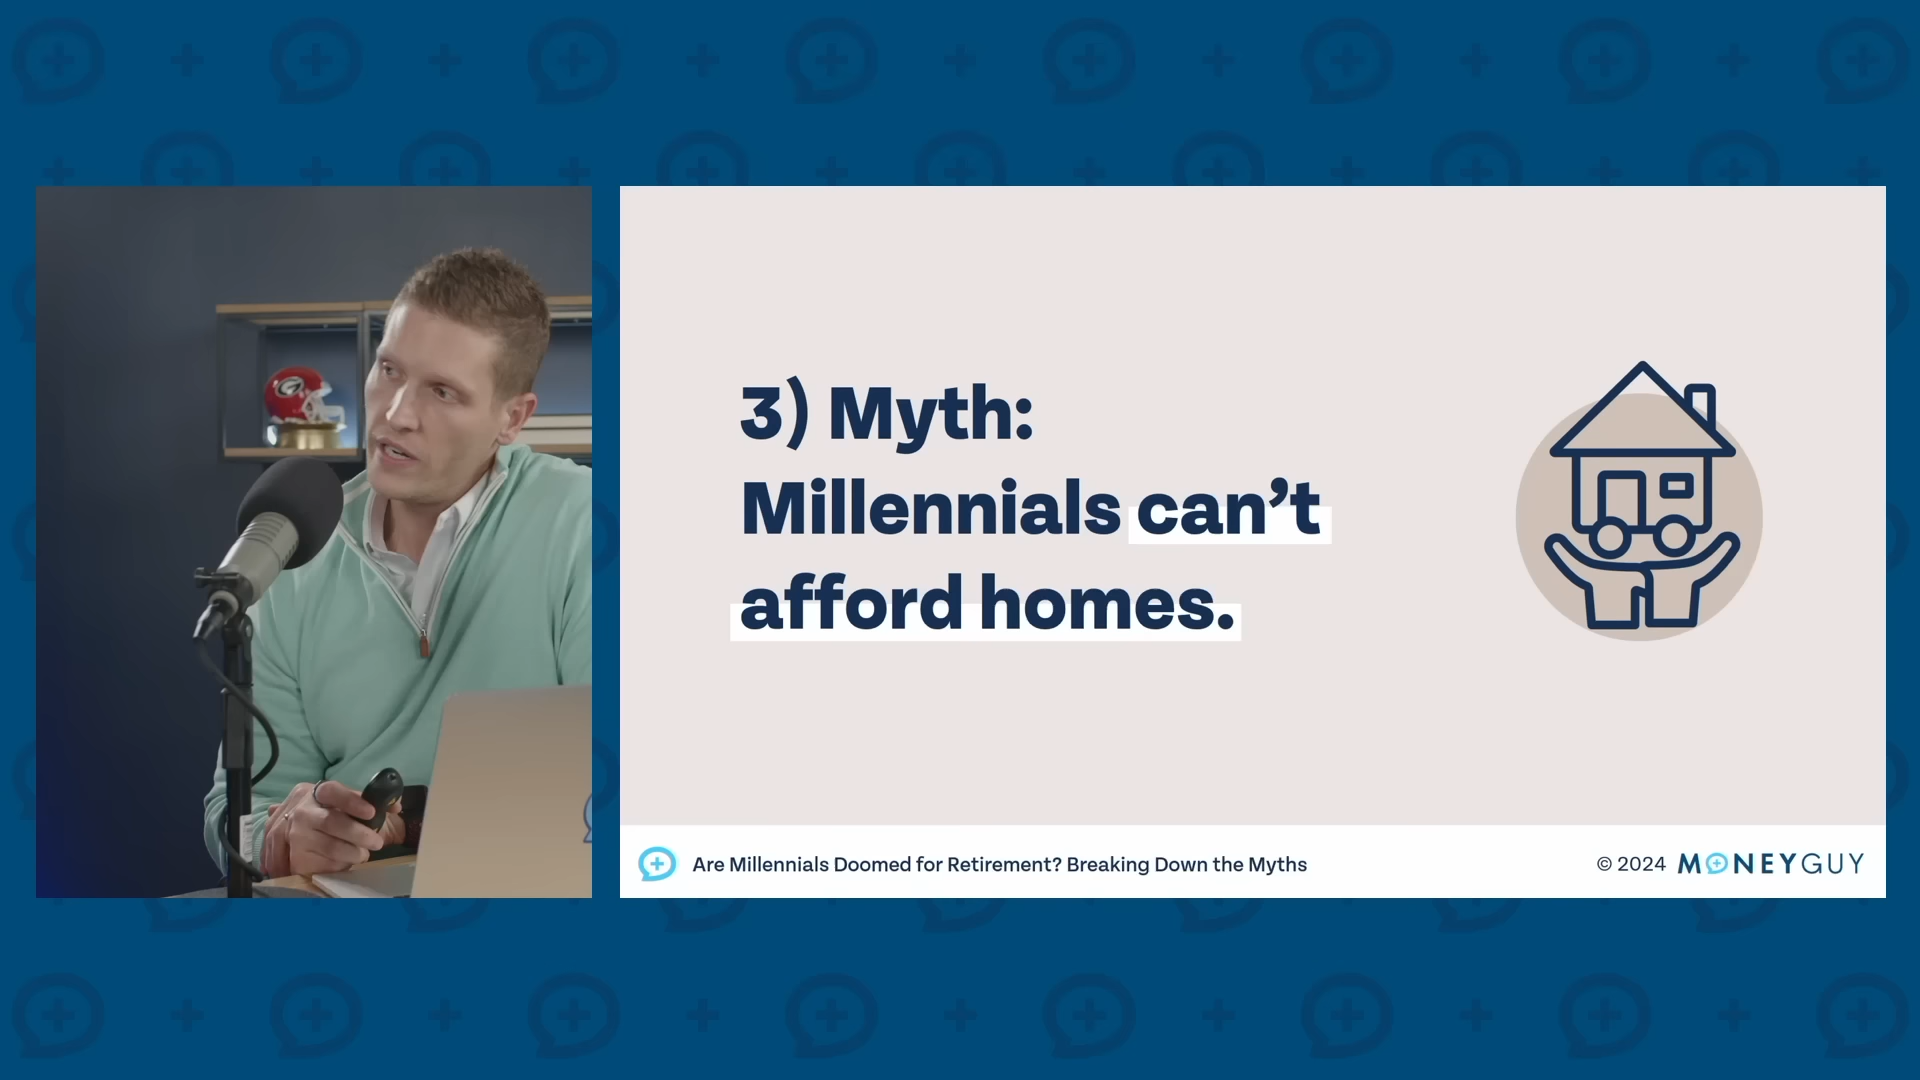 3) Myth:
Millennials can’t
afford homes.
Are Millennials Doomed for Retirement? Breaking Down the Myths
© 2024 MONEYGUY
G